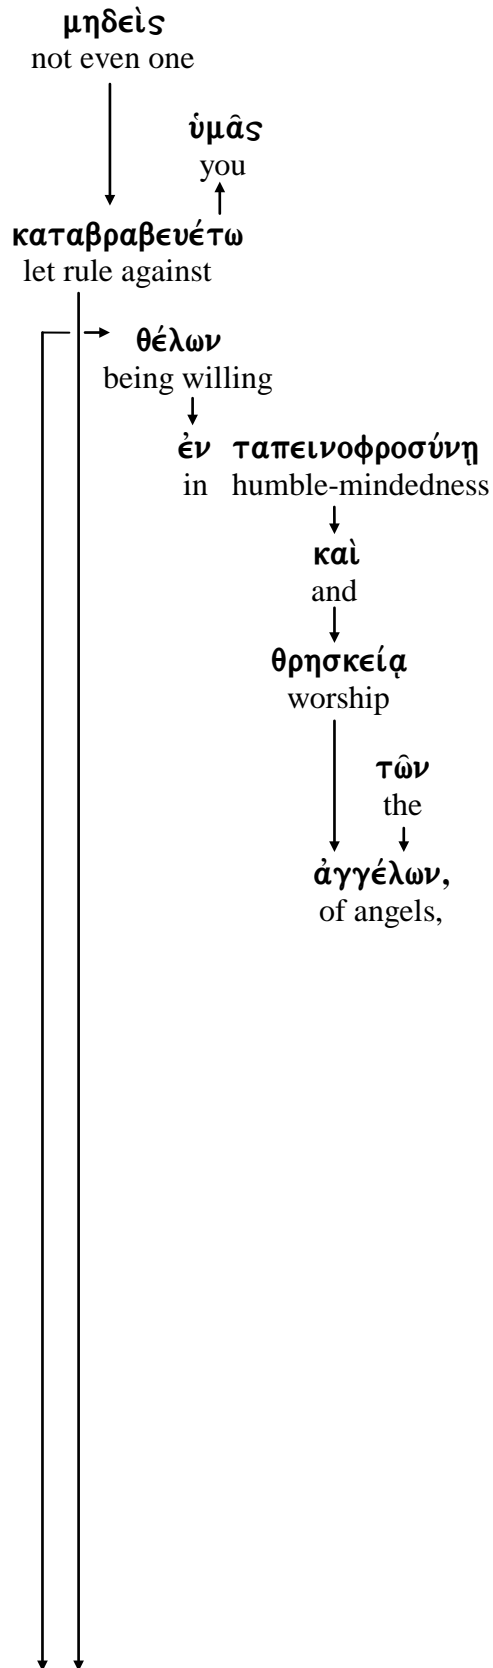 μηδεὶς
not even one
ὑμᾶς
you
καταβραβευέτω
let rule against
θέλων
being willing
ἐν ταπεινοφροσύνῃ
in humble-mindedness
καὶ
and
θρησκείᾳ
worship
τῶν
the
ἀγγέλων,
of angels,